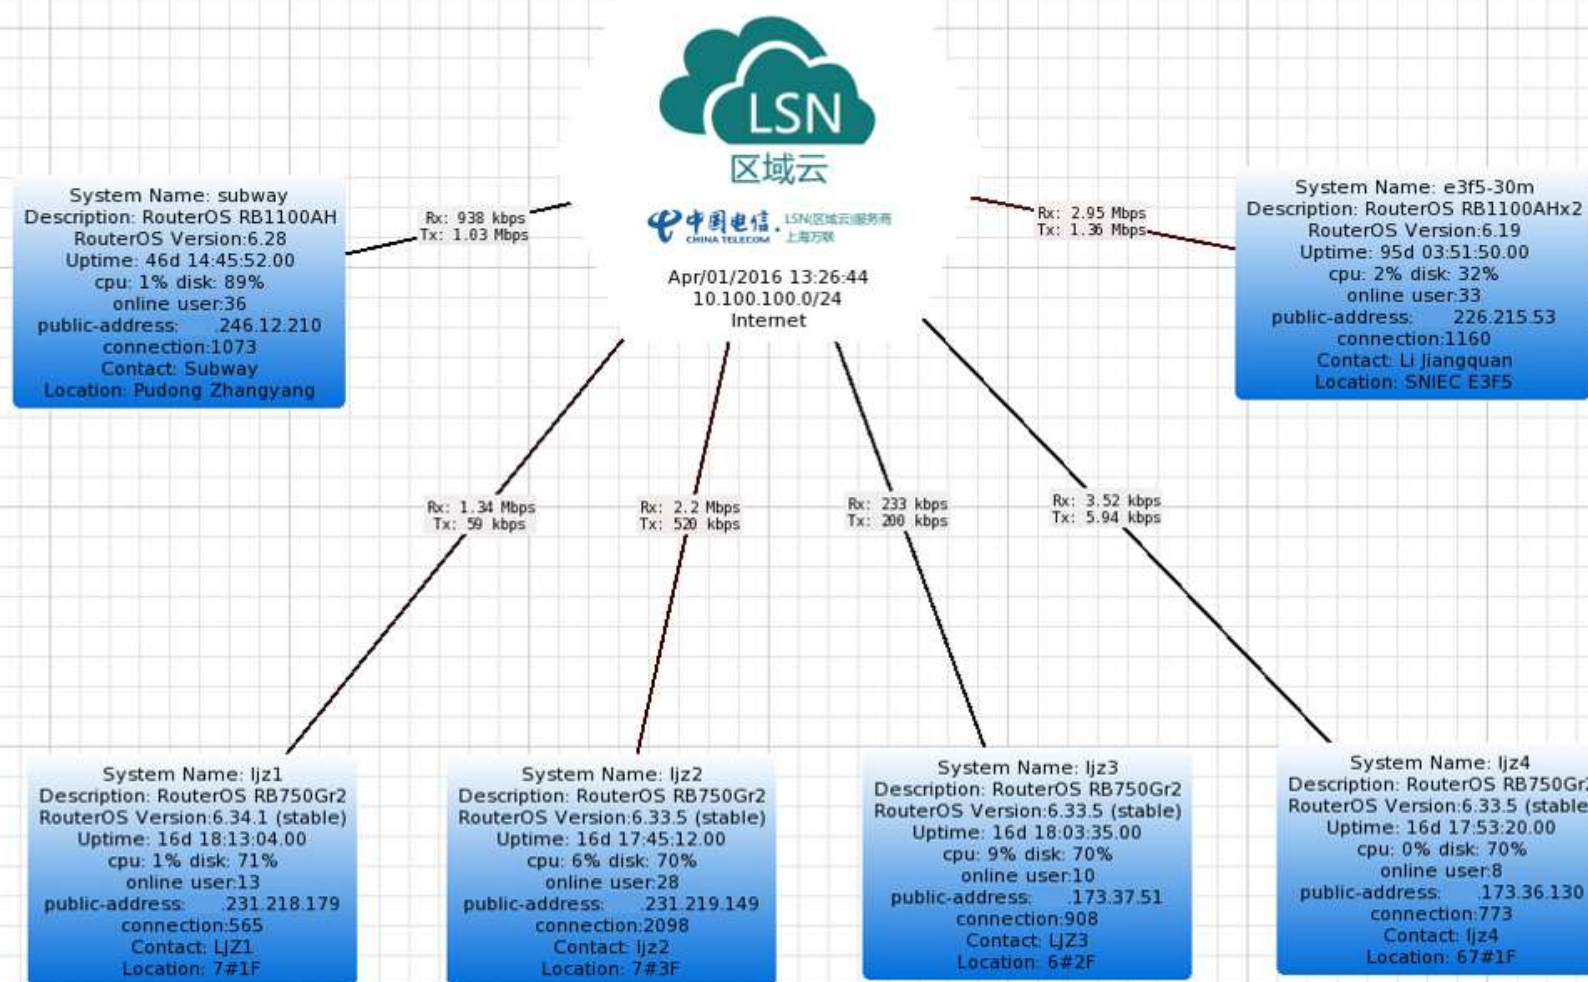 LSN
区域云
中国电信.
CHINA TELECOM
LSN(区域云)服务商
上海万联
Apr/01/2016 13:26:44
10.100.100.0/24
Internet
System Name: subway
Description: RouterOS RB1100AH
RouterOS Version:6.28
Uptime: 46d 14:45:52.00
cpu: 1% disk: 89%
online user:36
public-address: .246.12.210
connection:1073
Contact: Subway
Location: Pudong Zhangyang
Rx: 938 kbps
Tx: 1.03 Mbps
Rx: 2.95 Mbps
Tx: 1.36 Mbps
System Name: e3f5-30m
Description: RouterOS RB1100AHx2
RouterOS Version:6.19
Uptime: 95d 03:51:50.00
cpu: 2% disk: 32%
online user:33
public-address: 226.215.53
connection:1160
Contact: Li Jiangquan
Location: SNIEC E3F5
Rx: 1.34 Mbps
Tx: 59 kbps
Rx: 2.2 Mbps
Tx: 520 kbps
Rx: 233 kbps
Tx: 200 kbps
Rx: 3.52 kbps
Tx: 5.94 kbps
System Name: ljz1
Description: RouterOS RB750Gr2
RouterOS Version:6.34.1 (stable)
Uptime: 16d 18:13:04.00
cpu: 1% disk: 71%
online user:13
public-address: .231.218.179
connection:565
Contact: LJZ1
Location: 7#1F
System Name: ljz2
Description: RouterOS RB750Gr2
RouterOS Version:6.33.5 (stable)
Uptime: 16d 17:45:12.00
cpu: 6% disk: 70%
online user:28
public-address: .231.219.149
connection:2098
Contact: ljz2
Location: 7#3F
System Name: ljz3
Description: RouterOS RB750Gr2
RouterOS Version:6.33.5 (stable)
Uptime: 16d 18:03:35.00
cpu: 9% disk: 70%
online user:10
public-address: .173.37.51
connection:908
Contact: LJZ3
Location: 6#2F
System Name: ljz4
Description: RouterOS RB750Gr2
RouterOS Version:6.33.5 (stable
Uptime: 16d 17:53:20.00
cpu: 0% disk: 70%
online user:8
public-address: .173.36.130
connection:773
Contact: ljz4
Location: 67#1F